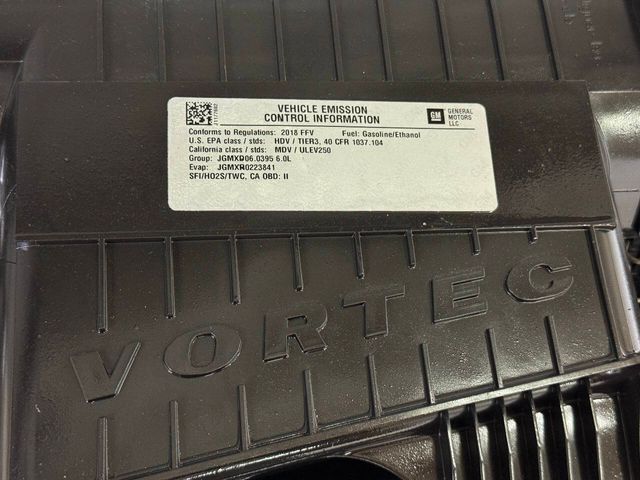 VEHICLE EMISSION
CONTROL INFORMATION
GM
GENERAL
MOTORS
LLC
Conforms to Regulations: 2018 FFV Fuel: Gasoline/Ethanol
U.S. EPA class / stds: HDV / TIER3, 40 CFR 1037.104
California class / stds: MDV / ULEV250
Group: JGMXD06.0395 6.0L
Evap: JGMXR0223841
SFI/HO2S/TWC, CA OBD: II
VORTEC